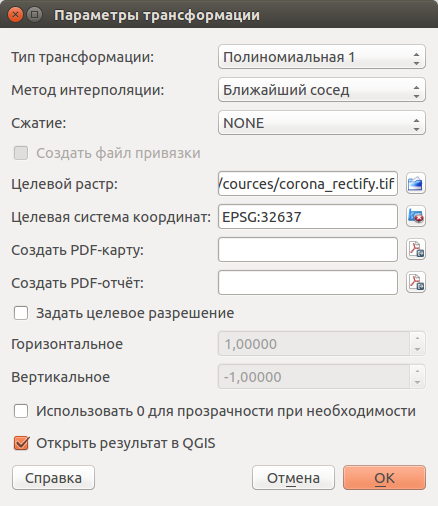 Параметры трансформации
Тип трансформации: Полиномиальная 1
Метод интерполяции: Ближайший сосед
Сжатие: NONE
Создать файл привязки
Целевой растр: /cources/corona_rectify.tif
Целевая система координат: EPSG:32637
Создать PDF-карту:
Создать PDF-отчёт:
Задать целевое разрешение
Горизонтальное 1,00000
Вертикальное -1,00000
Использовать 0 для прозрачности при необходимости
Открыть результат в QGIS
Справка Отмена OK